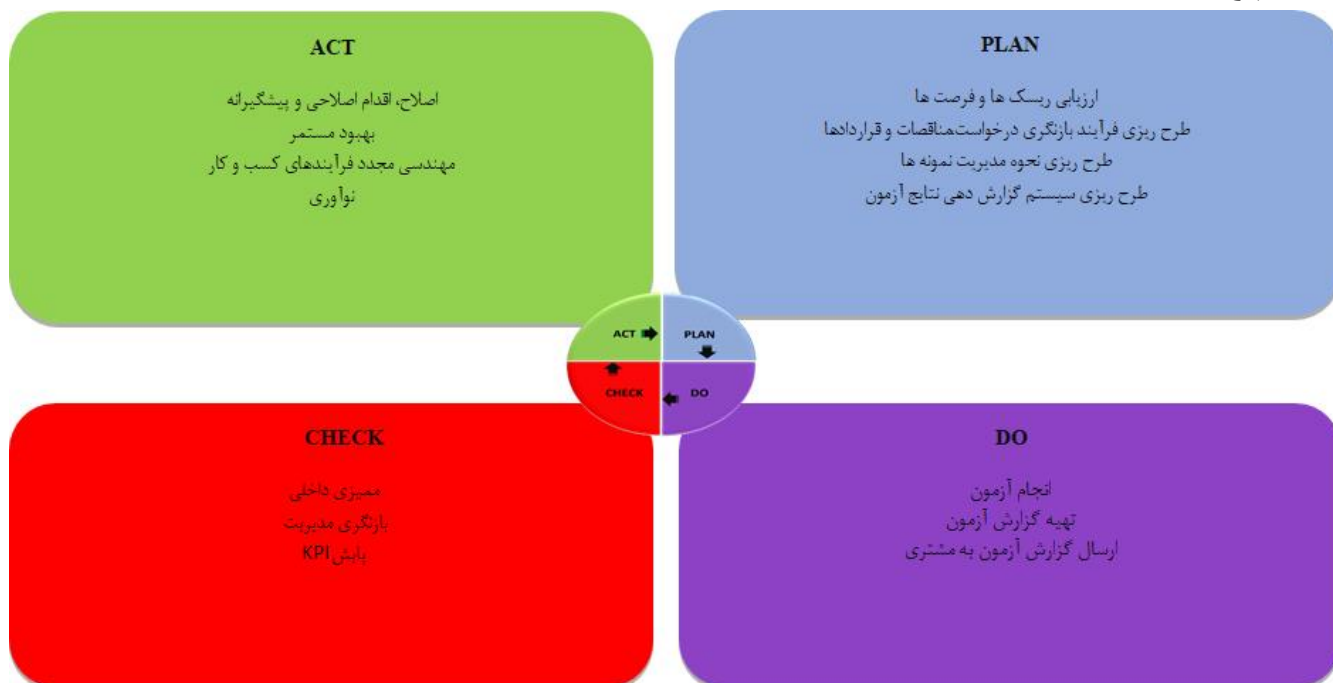 ACT
اصلاح، اقدام اصلاحی و پیشگیرانه
بهبود مستمر
مهندسی مجدد فرآیندهای کسب و کار
نوآوری
PLAN
ارزیابی ریسک ها و فرصت ها
طرح ریزی فرآیند بازنگری درخواست،مناقصات و قراردادها
طرح ریزی نحوه مدیریت نمونه ها
طرح ریزی سیستم گزارش دهی نتایج آزمون
ACT
PLAN
CHECK
DO
CHECK
ممیزی داخلی
بازنگری مدیریت
پایش KPI
DO
انجام آزمون
تهیه گزارش آزمون
ارسال گزارش آزمون به مشتری